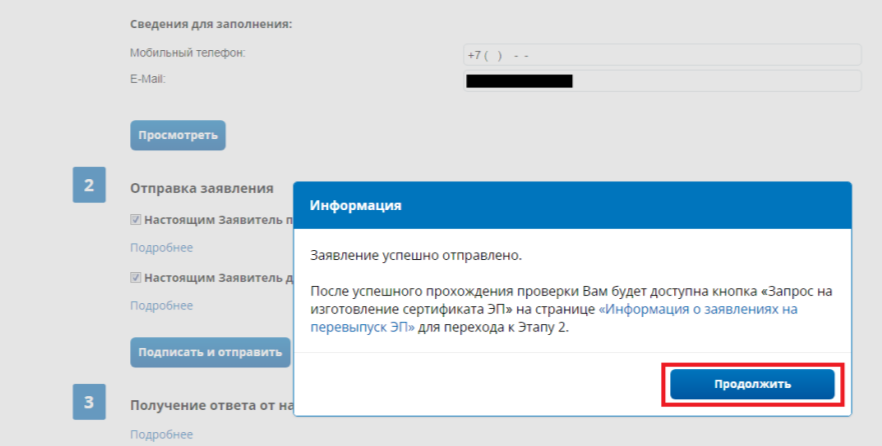 Сведения для заполнения:
Мобильный телефон:
+7 ( ) - -
E-Mail:
Просмотреть
2
Отправка заявления
Настоящим Заявитель п
Подробнее
Настоящим Заявитель д
Подробнее
Подписать и отправить
3
Получение ответа от на
Подробнее
Информация
Заявление успешно отправлено.
После успешного прохождения проверки Вам будет доступна кнопка «Запрос на
изготовление сертификата ЭП» на странице «Информация о заявлениях на
перевыпуск ЭП» для перехода к Этапу 2.
Продолжить